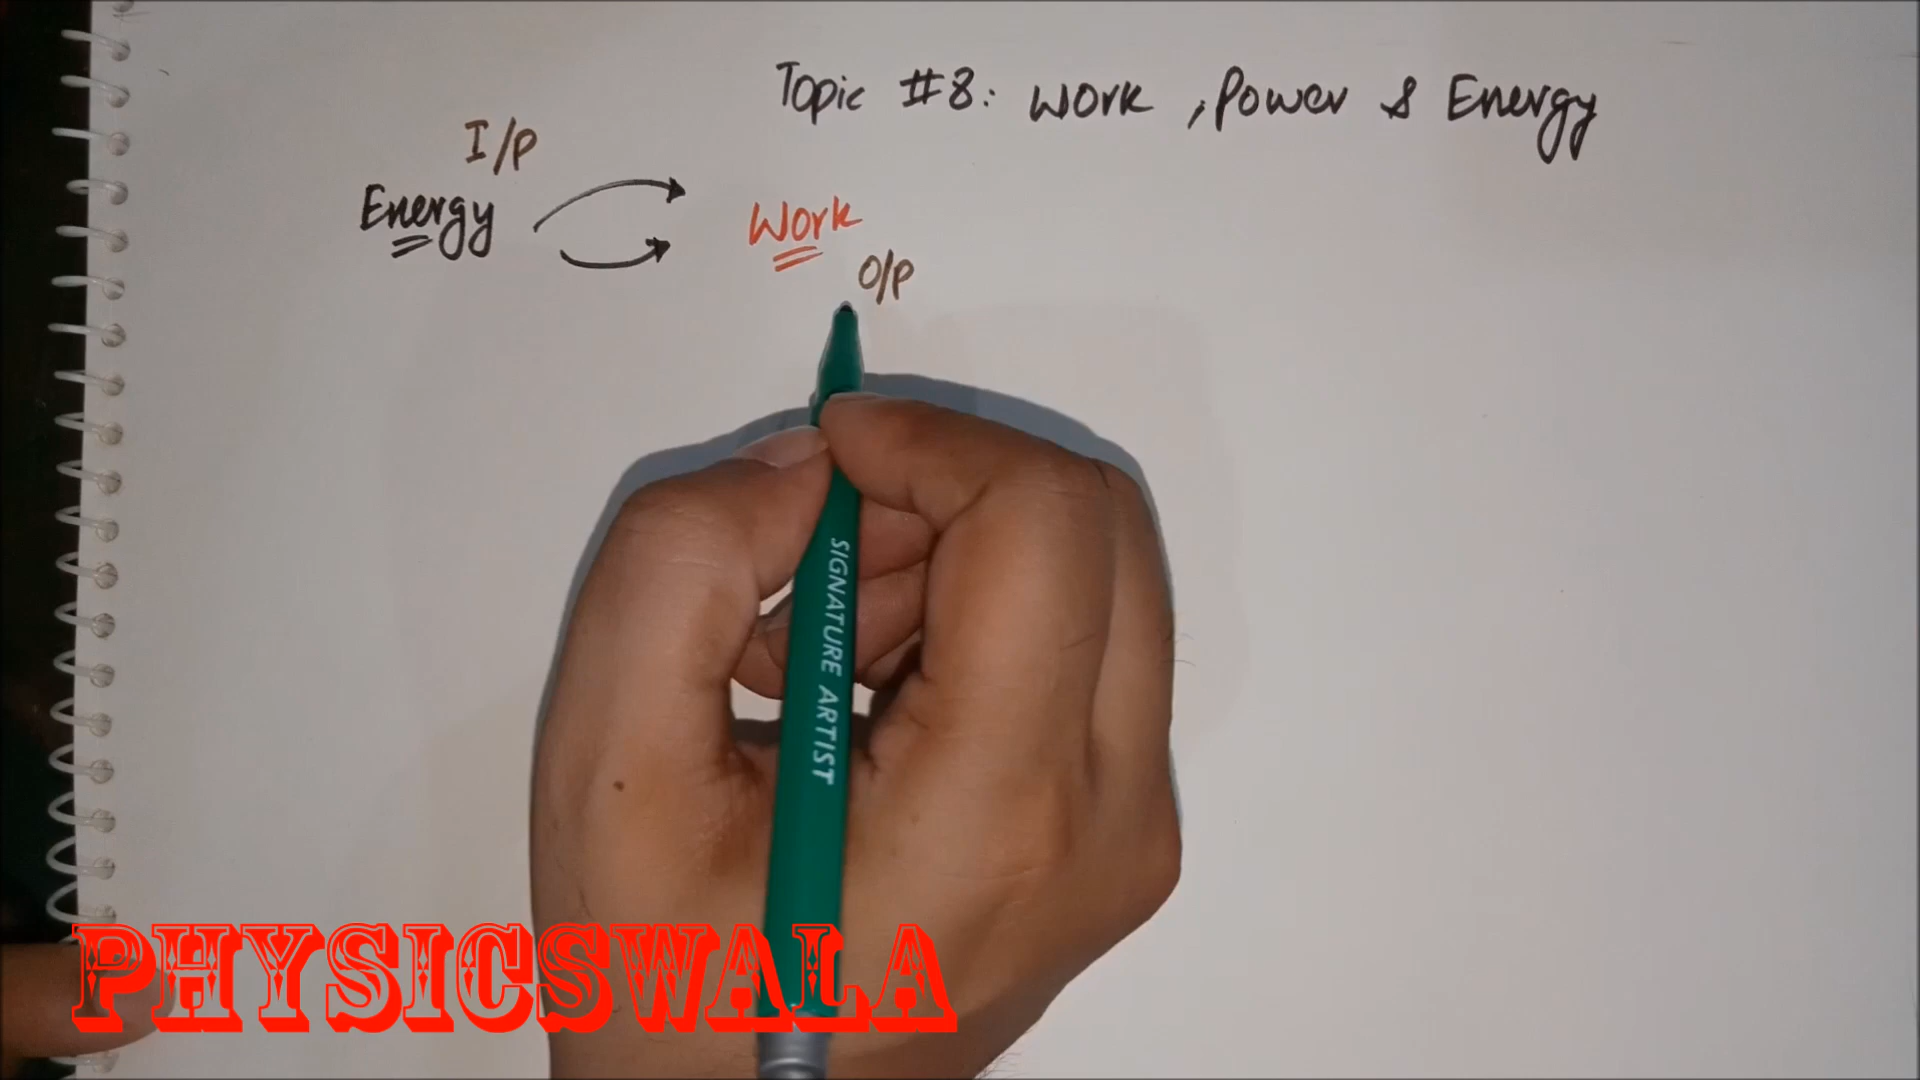 Topic #8: Work, Power & Energy
I/P
Energy
Work
O/P
SIGNATURE ARTIST
PHYSICSWALA